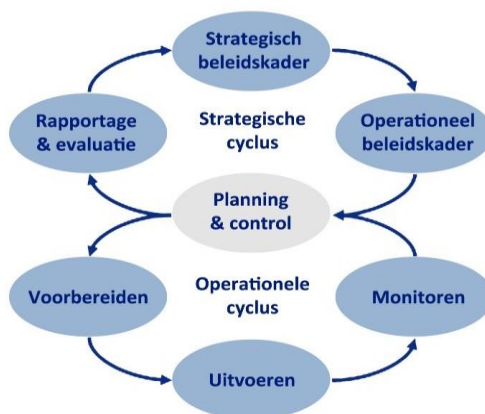 Strategisch
beleidskader
Rapportage
& evaluatie
Strategische
cyclus
Operationeel
beleidskader
Planning
& control
Voorbereiden
Operationele
cyclus
Monitoren
Uitvoeren